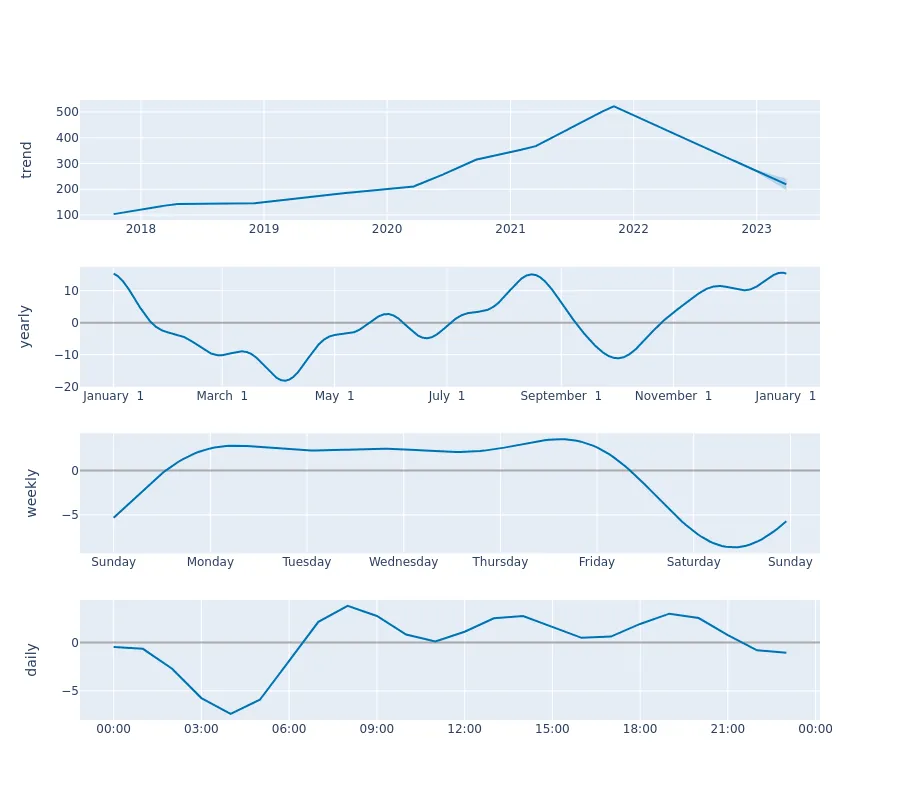 trend
500
400
300
200
100
2018 2019 2020 2021 2022 2023
yearly
10
0
−10
−20
January 1 March 1 May 1 July 1 September 1 November 1 January 1
weekly
0
−5
Sunday Monday Tuesday Wednesday Thursday Friday Saturday Sunday
daily
0
−5
00:00 03:00 06:00 09:00 12:00 15:00 18:00 21:00 00:00